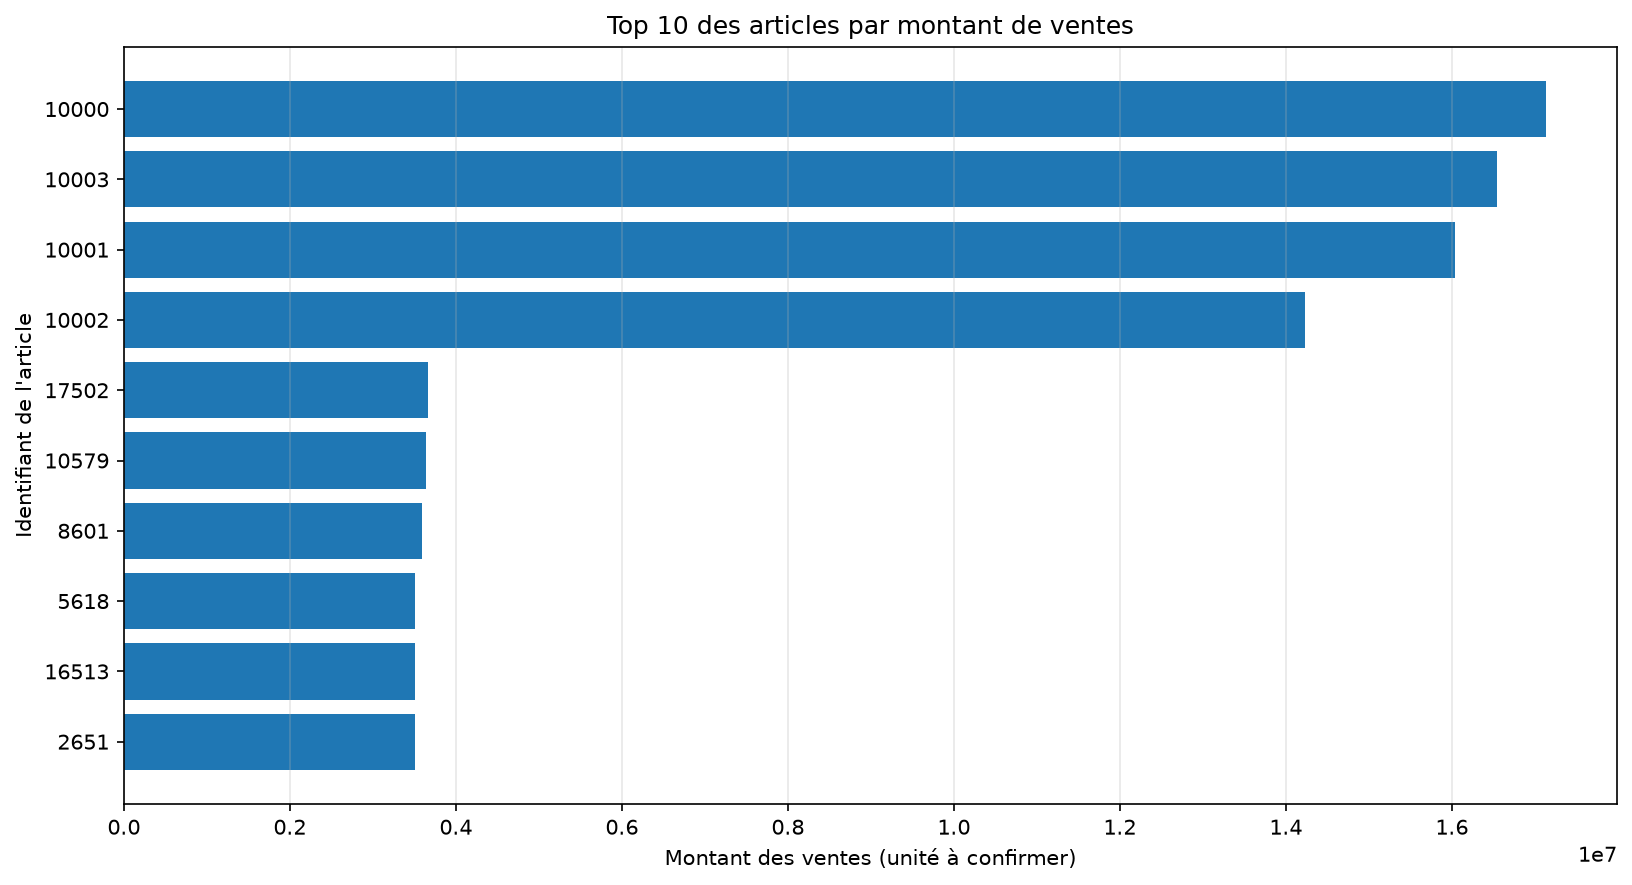 Top 10 des articles par montant de ventes
Identifiant de l'article
10000
10003
10001
10002
17502
10579
8601
5618
16513
2651
0.0 0.2 0.4 0.6 0.8 1.0 1.2 1.4 1.6
1e7
Montant des ventes (unité à confirmer)